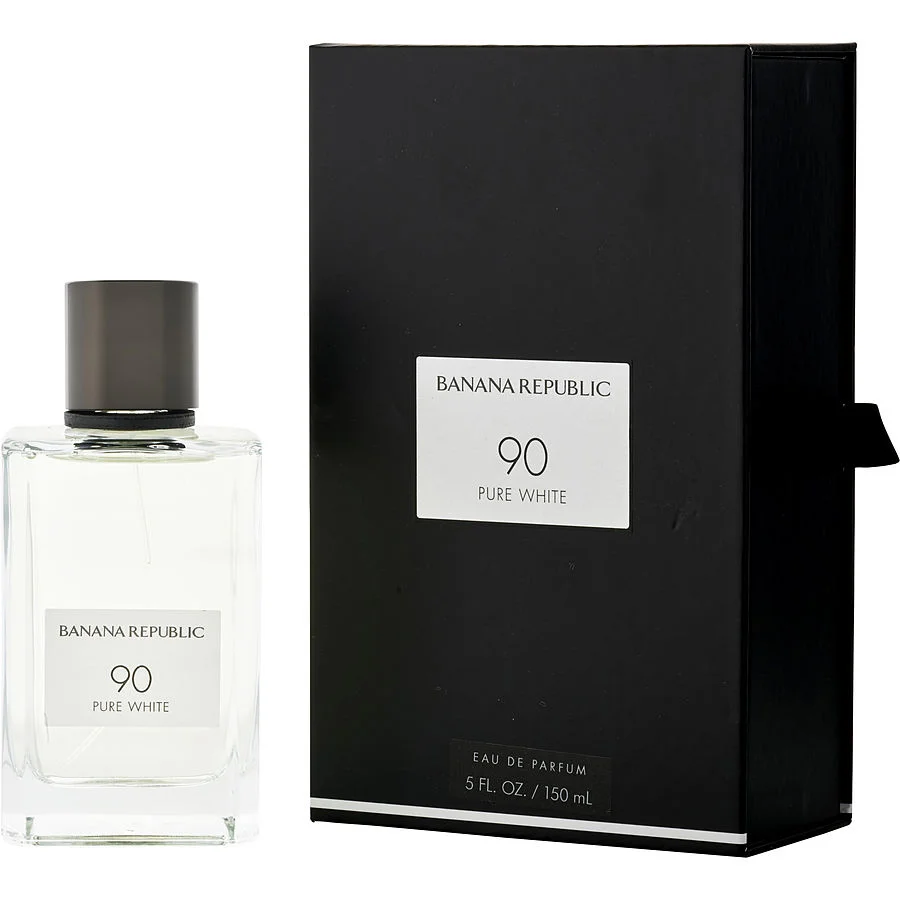 BANANA REPUBLIC
90
PURE WHITE
BANANA REPUBLIC
90
PURE WHITE
EAU DE PARFUM
5 FL. OZ. / 150 mL